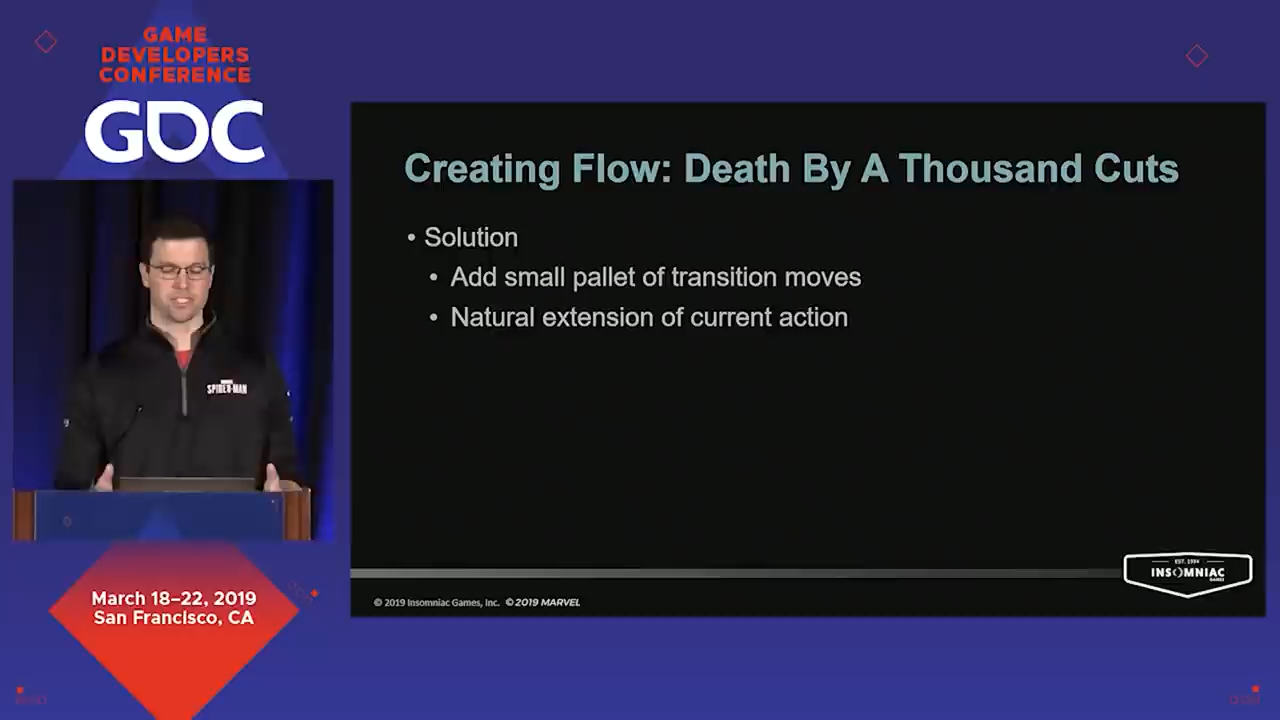 GAME
DEVELOPERS
CONFERENCE
GDC
SPIDER-MAN
March 18–22, 2019
San Francisco, CA
Creating Flow: Death By A Thousand Cuts
• Solution
• Add small pallet of transition moves
• Natural extension of current action
EST. 1994
INSOMNIAC
GAMES
© 2019 Insomniac Games, Inc. © 2019 MARVEL